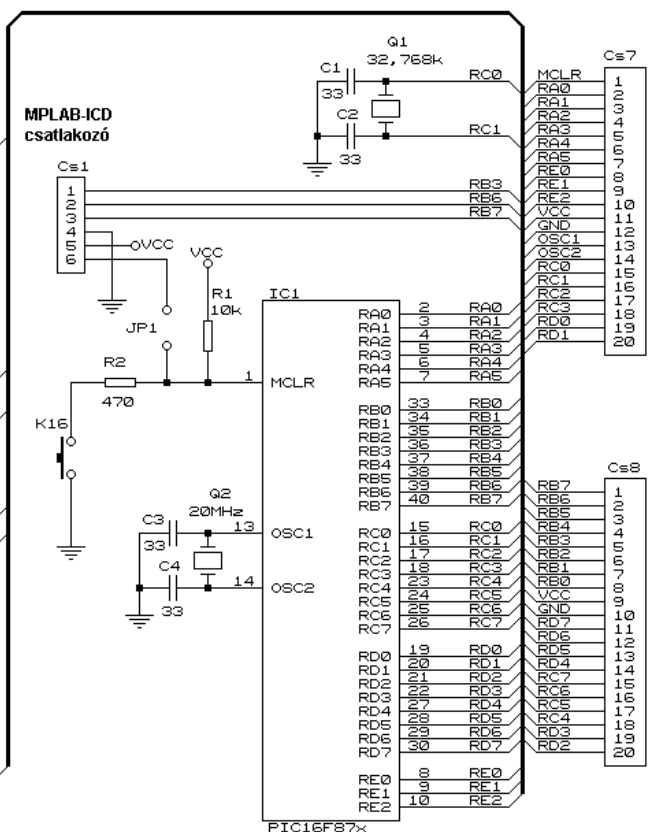 Q1
32,768k
C1
33
C2
33
RC0
RC1
MPLAB-ICD
csatlakozó
Cs1
1
2
3
4
5
6
RB3
RB6
RB7
VCC
VCC
R1
10k
JP1
R2
470
K16
Q2
20MHz
C3
33
C4
33
IC1
1 MCLR
13 OSC1
14 OSC2
RA0 2 RA0
RA1 3 RA1
RA2 4 RA2
RA3 5 RA3
RA4 6 RA4
RA5 7 RA5
RB0 33 RB0
RB1 34 RB1
RB2 35 RB2
RB3 36 RB3
RB4 37 RB4
RB5 38 RB5
RB6 39 RB6
RB7 40 RB7
RC0 15 RC0
RC1 16 RC1
RC2 17 RC2
RC3 18 RC3
RC4 23 RC4
RC5 24 RC5
RC6 25 RC6
RC7 26 RC7
RD0 19 RD0
RD1 20 RD1
RD2 21 RD2
RD3 22 RD3
RD4 27 RD4
RD5 28 RD5
RD6 29 RD6
RD7 30 RD7
RE0 8 RE0
RE1 9 RE1
RE2 10 RE2
PIC16F87x
Cs7
MCLR 1
RA0 2
RA1 3
RA2 4
RA3 5
RA4 6
RA5 7
RE0 8
RE1 9
RE2 10
VCC 11
GND 12
OSC1 13
OSC2 14
RC0 15
RC1 16
RC2 17
RC3 18
RD0 19
RD1 20
Cs8
RB7 1
RB6 2
RB5 3
RB4 4
RB3 5
RB2 6
RB1 7
RB0 8
VCC 9
GND 10
RD7 11
RD6 12
RD5 13
RD4 14
RC7 15
RC6 16
RC5 17
RC4 18
RD3 19
RD2 20